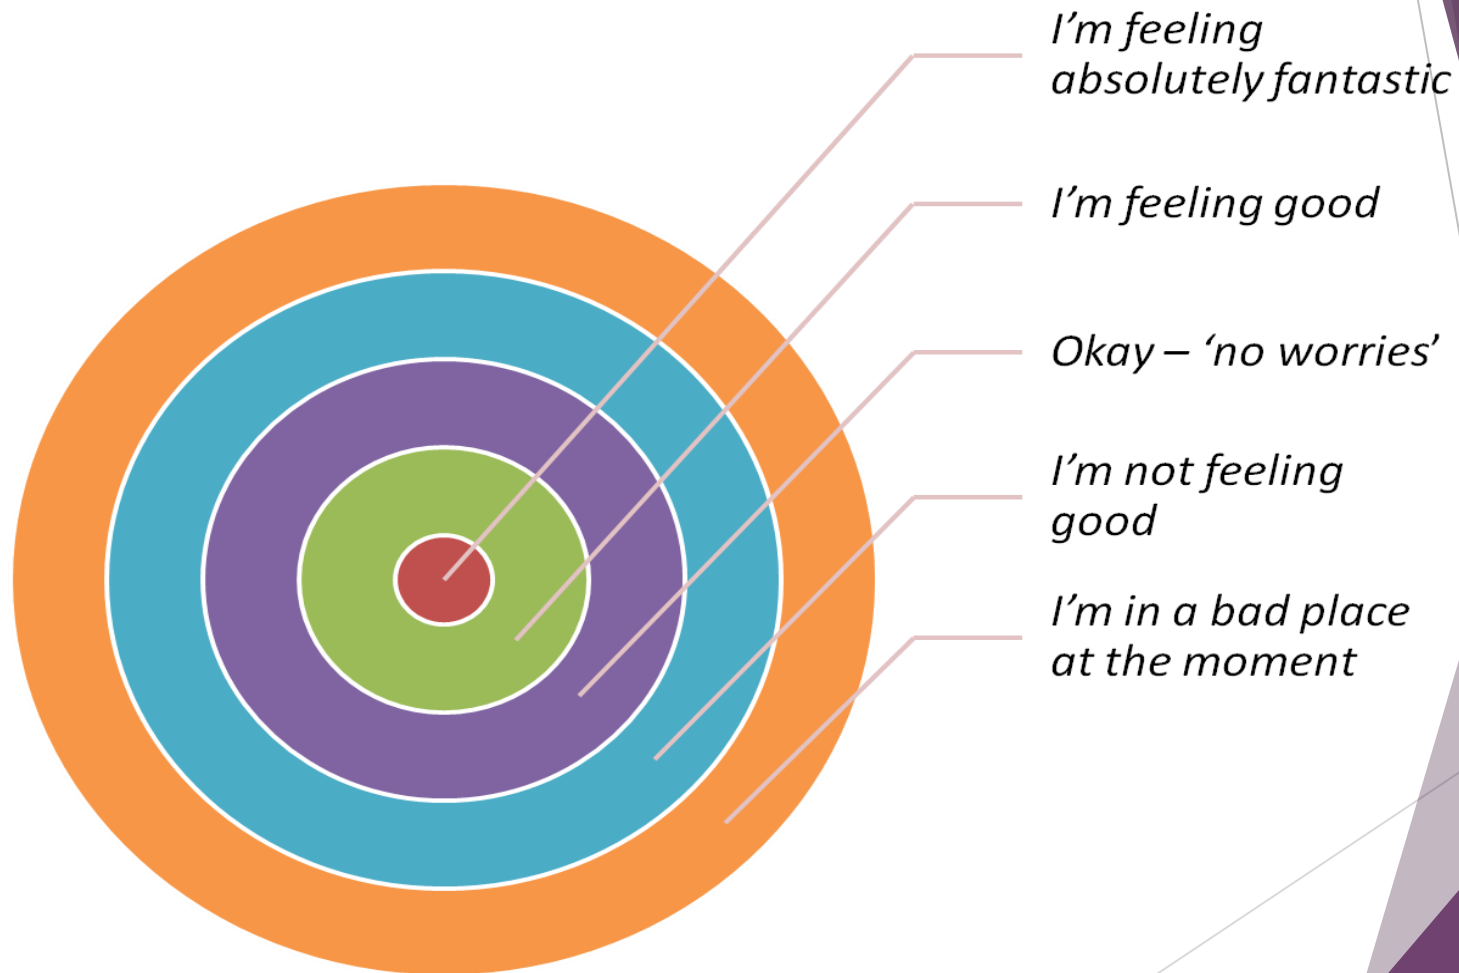 I’m feeling
absolutely fantastic
I’m feeling good
Okay – ‘no worries’
I’m not feeling
good
I’m in a bad place
at the moment